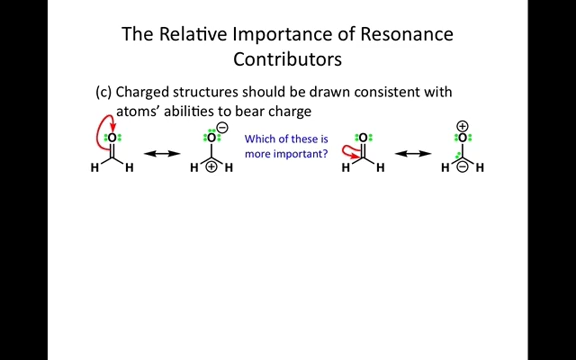 The Relative Importance of Resonance
Contributors
(c) Charged structures should be drawn consistent with
atoms’ abilities to bear charge
O O Which of these is O O
more important?
H H H H H H H H